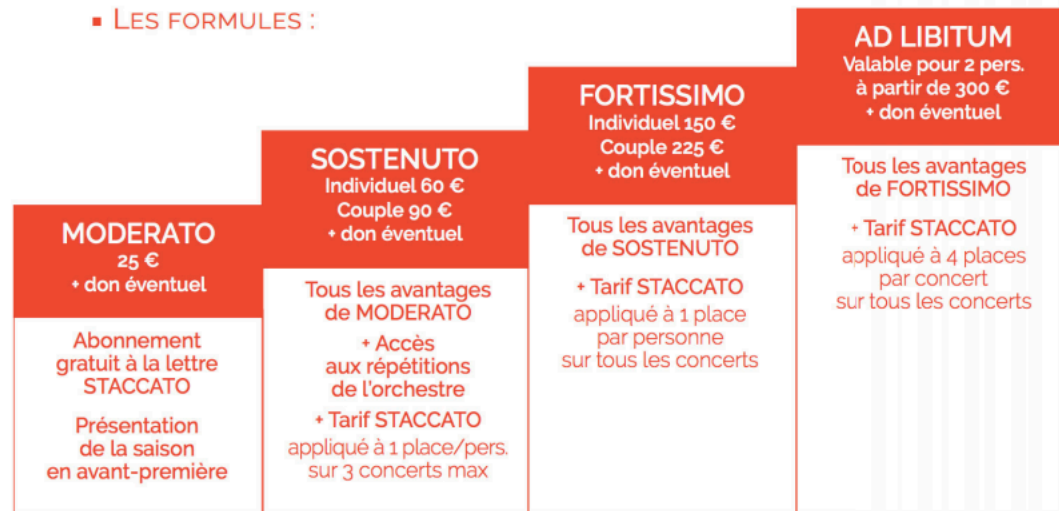 ▪ LES FORMULES :
MODERATO
25 €
+ don éventuel
Abonnement
gratuit à la lettre
STACCATO
Présentation
de la saison
en avant-première
SOSTENUTO
Individuel 60 €
Couple 90 €
+ don éventuel
Tous les avantages
de MODERATO
+ Accès
aux répétitions
de l'orchestre
+ Tarif STACCATO
appliqué à 1 place/pers.
sur 3 concerts max
FORTISSIMO
Individuel 150 €
Couple 225 €
+ don éventuel
Tous les avantages
de SOSTENUTO
+ Tarif STACCATO
appliqué à 1 place
par personne
sur tous les concerts
AD LIBITUM
Valable pour 2 pers.
à partir de 300 €
+ don éventuel
Tous les avantages
de FORTISSIMO
+ Tarif STACCATO
appliqué à 4 places
par concert
sur tous les concerts